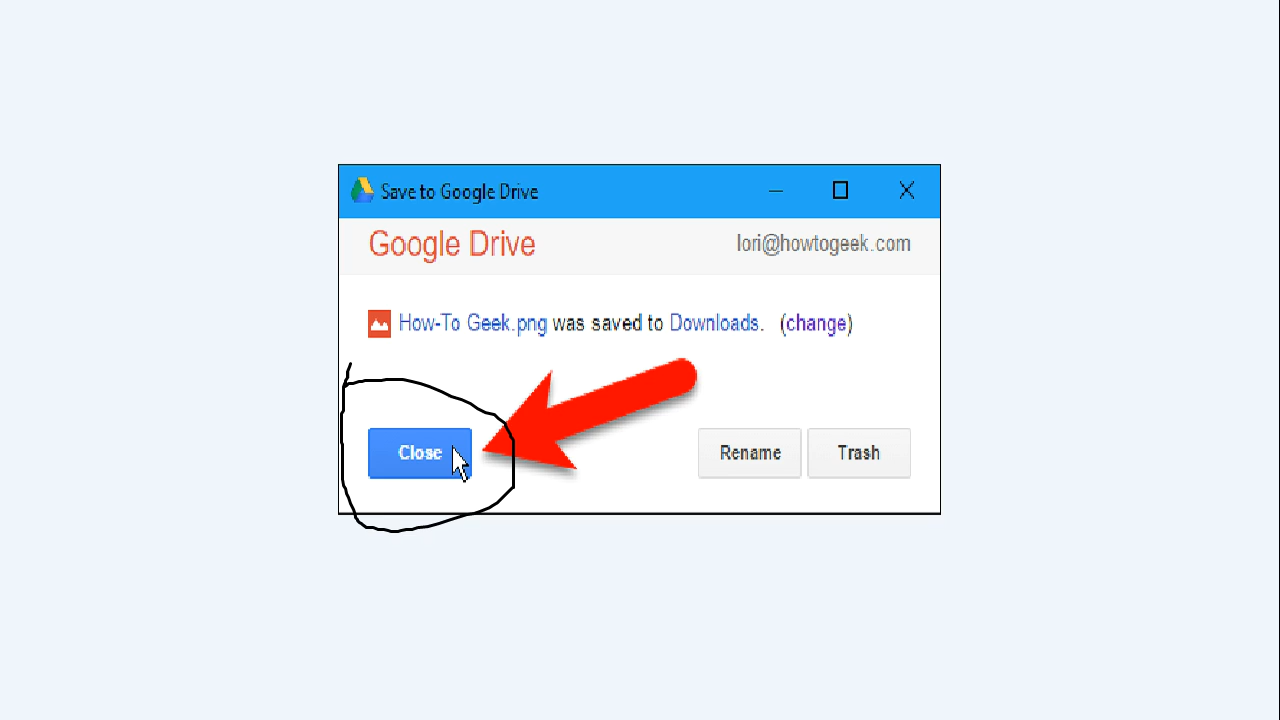 Save to Google Drive
Google Drive lori@howtogeek.com
How-To Geek.png was saved to Downloads. (change)
Close Rename Trash